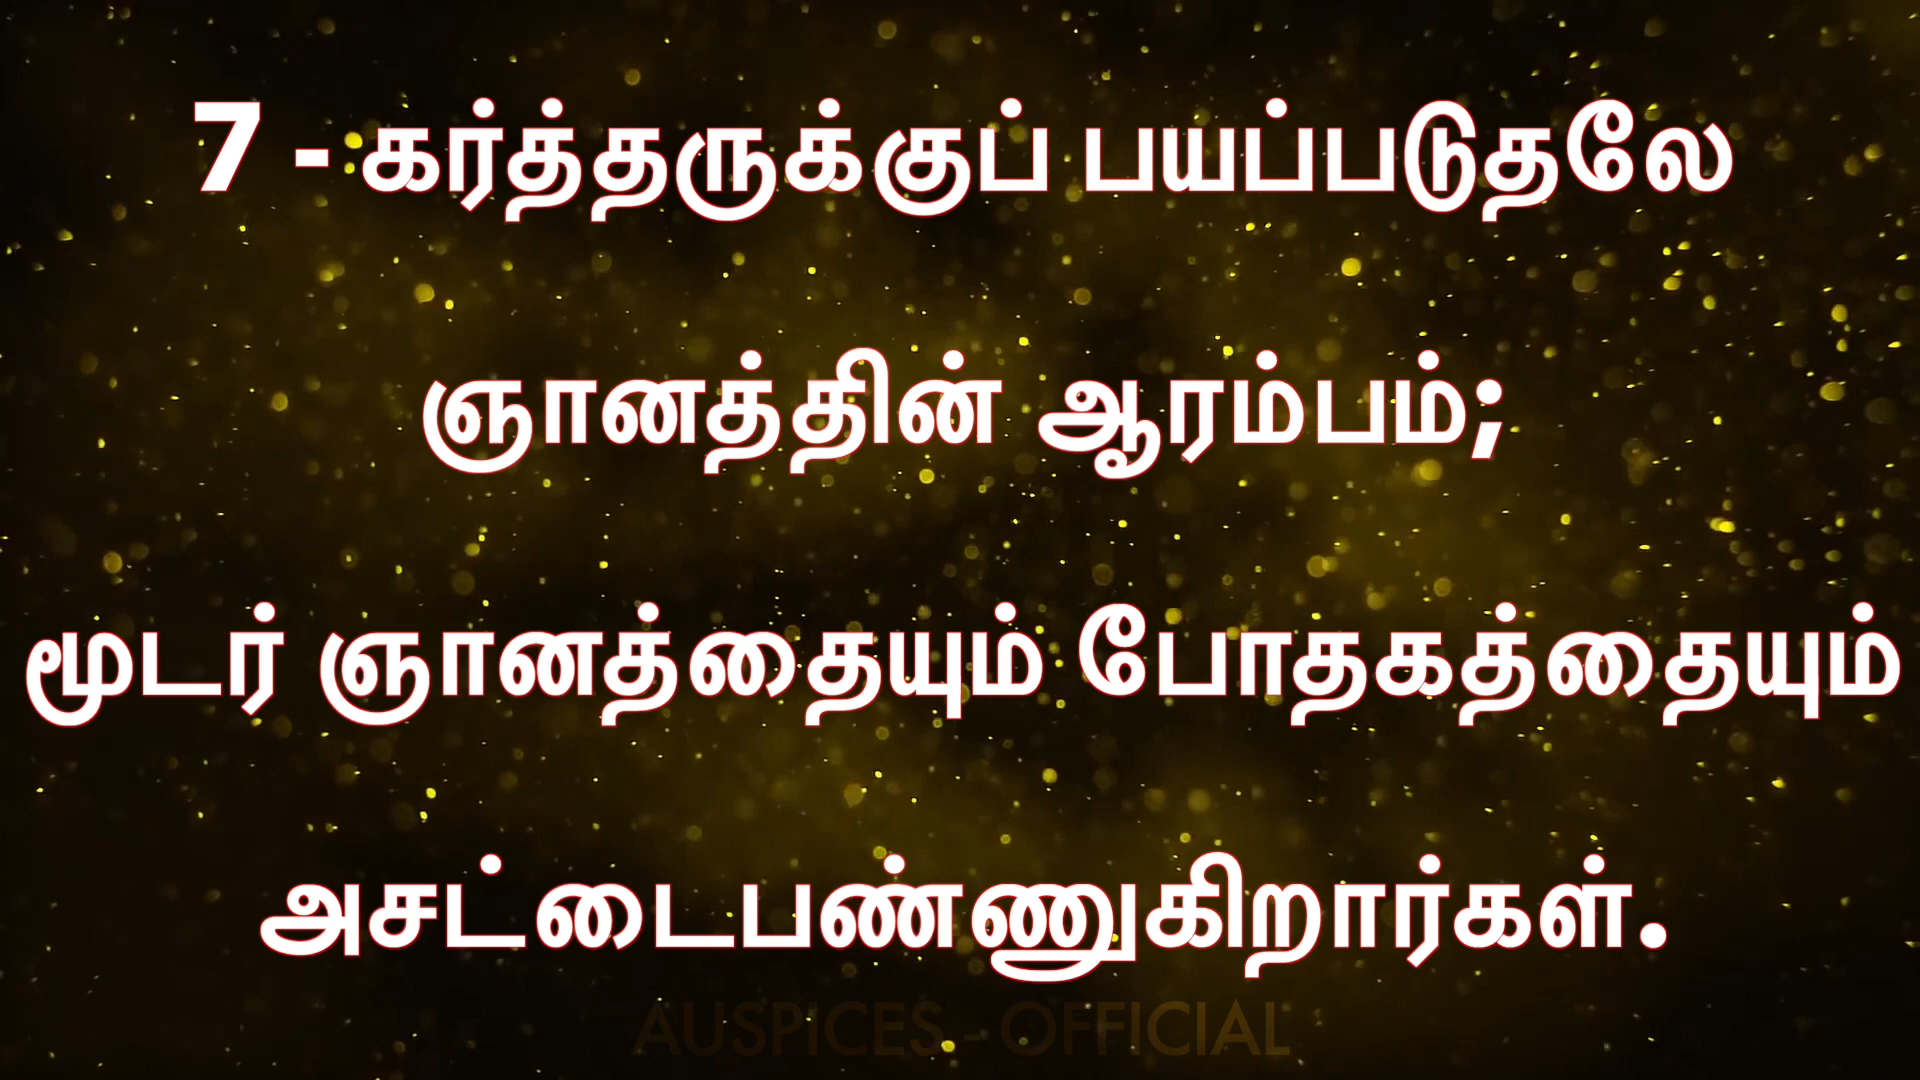 7 - கர்த்தருக்குப் பயப்படுதலே
ஞானத்தின் ஆரம்பம்;
மூடர் ஞானத்தையும் போதகத்தையும்
அசட்டைபண்ணுகிறார்கள்.
AUSPICES - OFFICIAL